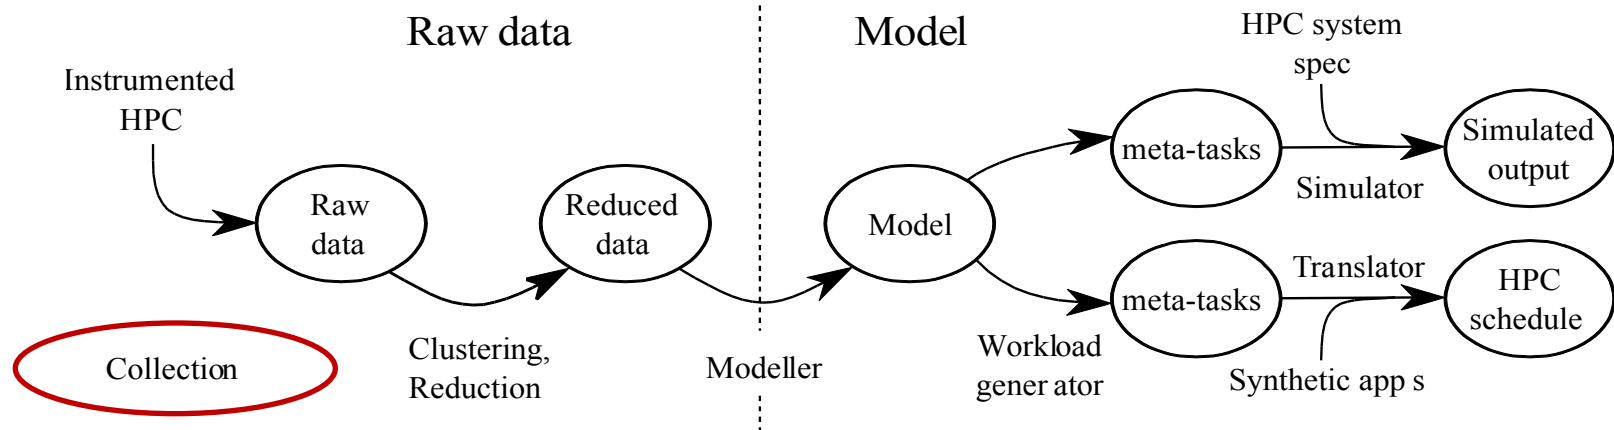 Raw data
Model
HPC system
spec
Instrumented
HPC
meta-tasks
Simulated
output
Simulator
Raw
data
Reduced
data
Model
Translator
meta-tasks
HPC
schedule
Collection
Clustering,
Reduction
Modeller
Workload
gener ator
Synthetic app s